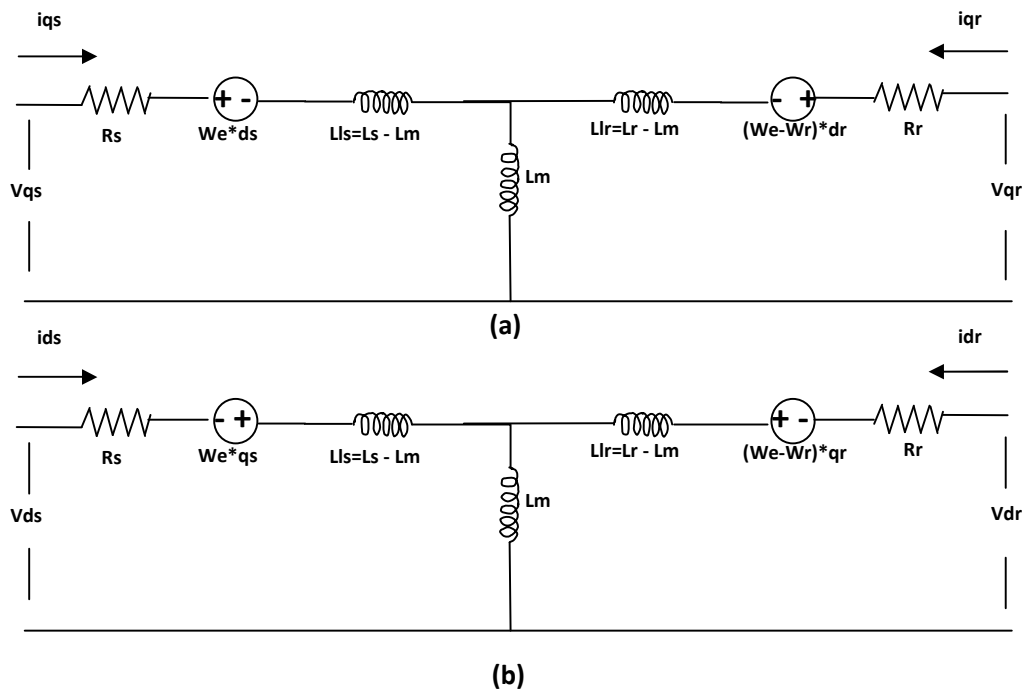 iqs iqr
+ - - +
Rs We*ds Lls=Ls - Lm Llr=Lr - Lm (We-Wr)*dr Rr
Lm
Vqs Vqr
(a)
ids idr
- + + -
Rs We*qs Lls=Ls - Lm Llr=Lr - Lm (We-Wr)*qr Rr
Lm
Vds Vdr
(b)